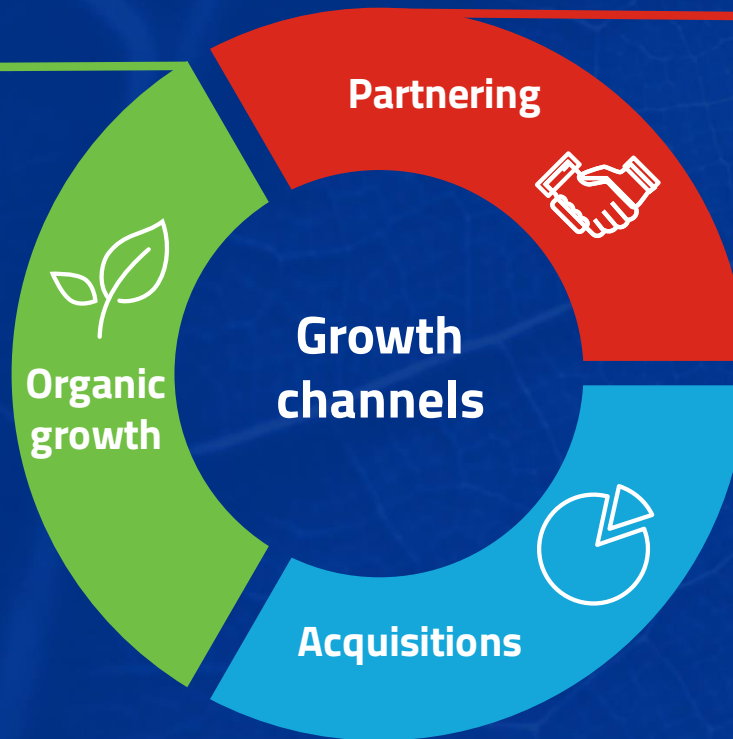 Partnering
Growth
channels
Organic
growth
Acquisitions